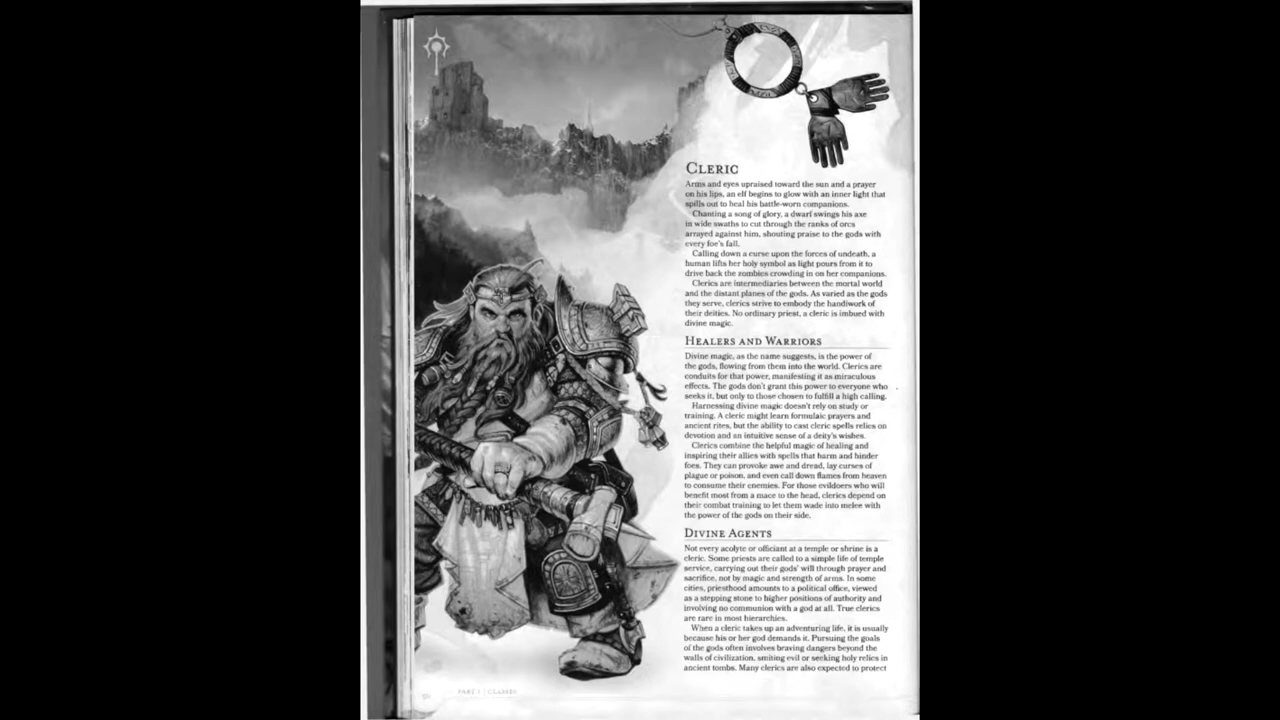 CLERIC
Arms and eyes upraised toward the sun and a prayer
on his lips, an elf begins to glow with an inner light that
spills out to heal his battle-worn companions.
Chanting a song of glory, a dwarf swings his axe
in wide swaths to cut through the ranks of orcs
arrayed against him, shouting praise to the gods with
every foe's fall.
Calling down a curse upon the forces of undeath, a
human lifts her holy symbol as light pours from it to
drive back the zombies crowding in on her companions.
Clerics are intermediaries between the mortal world
and the distant planes of the gods. As varied as the gods
they serve, clerics strive to embody the handiwork of
their deities. No ordinary priest, a cleric is imbued with
divine magic.
HEALERS AND WARRIORS
Divine magic, as the name suggests, is the power of
the gods, flowing from them into the world. Clerics are
conduits for that power, manifesting it as miraculous
effects. The gods don't grant this power to everyone who
seeks it, but only to those chosen to fulfill a high calling.
Harnessing divine magic doesn't rely on study or
training. A cleric might learn formulaic prayers and
ancient rites, but the ability to cast cleric spells relies on
devotion and an intuitive sense of a deity's wishes.
Clerics combine the helpful magic of healing and
inspiring their allies with spells that harm and hinder
foes. They can provoke awe and dread, lay curses of
plague or poison, and even call down flames from heaven
to consume their enemies. For those evildoers who will
benefit most from a mace to the head, clerics depend on
their combat training to let them wade into melee with
the power of the gods on their side.
DIVINE AGENTS
Not every acolyte or officiant at a temple or shrine is a
cleric. Some priests are called to a simple life of temple
service, carrying out their gods' will through prayer and
sacrifice, not by magic and strength of arms. In some
cities, priesthood amounts to a political office, viewed
as a stepping stone to higher positions of authority and
involving no communion with a god at all. True clerics
are rare in most hierarchies.
When a cleric takes up an adventuring life, it is usually
because his or her god demands it. Pursuing the goals
of the gods often involves braving dangers beyond the
walls of civilization, smiting evil or seeking holy relics in
ancient tombs. Many clerics are also expected to protect
PART 1 | CLASSES